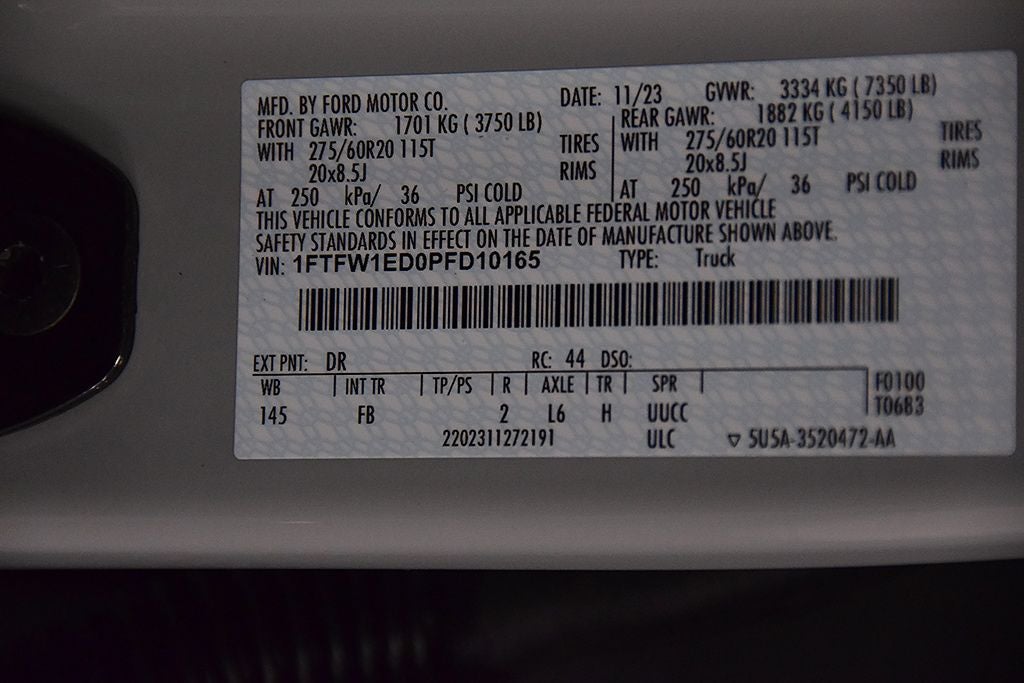 MFD. BY FORD MOTOR CO. DATE: 11/23 GVWR: 3334 KG ( 7350 LB)
FRONT GAWR: 1701 KG ( 3750 LB) REAR GAWR: 1882 KG ( 4150 LB)
WITH 275/60R20 115T TIRES WITH 275/60R20 115T TIRES
20x8.5J RIMS 20x8.5J RIMS
AT 250 kPa/ 36 PSI COLD AT 250 kPa/ 36 PSI COLD
THIS VEHICLE CONFORMS TO ALL APPLICABLE FEDERAL MOTOR VEHICLE
SAFETY STANDARDS IN EFFECT ON THE DATE OF MANUFACTURE SHOWN ABOVE.
VIN: 1FTFW1ED0PFD10165 TYPE: Truck
EXT PNT: DR RC: 44 DSO:
WB INT TR TP/PS R AXLE TR SPR F0100
145 FB 2 L6 H UUCC T0683
2202311272191 ULC ▽ 5U5A-3520472-AA